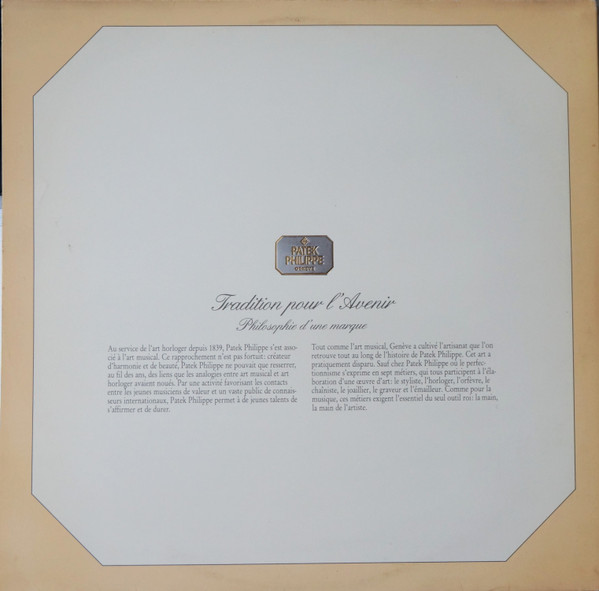 PATEK
PHILIPPE
GENEVE
Tradition pour l'Avenir
Philosophie d'une marque
Au service de l'art horloger depuis 1839, Patek Philippe s'est asso-
cié à l'art musical. Ce rapprochement n'est pas fortuit: créateur
d'harmonie et de beauté, Patek Philippe ne pouvait que resserrer,
au fil des ans, des liens que les analogies entre art musical et art
horloger avaient noués. Par une activité favorisant les contacts
entre les jeunes musiciens de valeur et un vaste public de connais-
seurs internationaux, Patek Philippe permet à de jeunes talents de
s'affirmer et de durer.
Tout comme l'art musical, Genève a cultivé l'artisanat que l'on
retrouve tout au long de l'histoire de Patek Philippe. Cet art a
pratiquement disparu. Sauf chez Patek Philippe où le perfec-
tionnisme s'exprime en sept métiers, qui tous participent à l'éla-
boration d'une œuvre d'art: le styliste, l'horloger, l'orfèvre, le
chaîniste, le joaillier, le graveur et l'émailleur. Comme pour la
musique, ces métiers exigent l'essentiel du seul outil roi: la main,
la main de l'artiste.